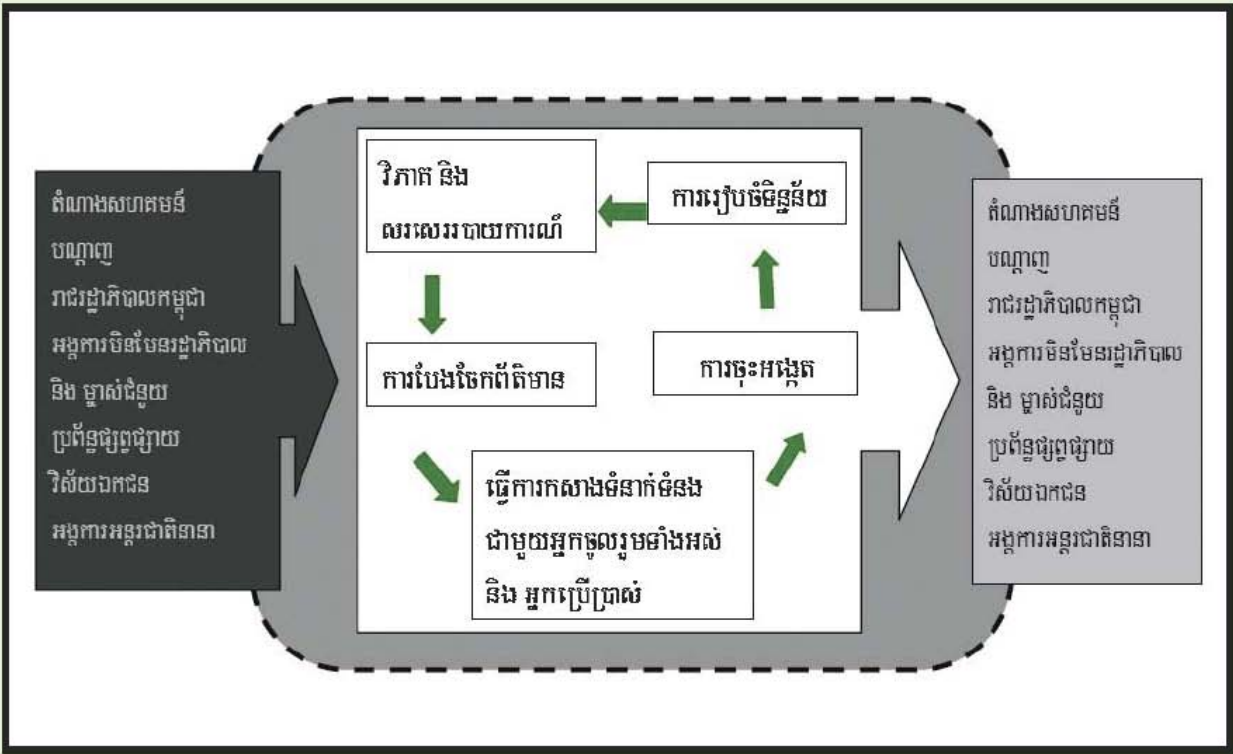 តំណាងសហគមន៍
បណ្តាញ
រាជរដ្ឋាភិបាលកម្ពុជា
អង្គការមិនមែនរដ្ឋាភិបាល
និង ម្ចាស់ជំនួយ
ប្រព័ន្ធផ្សព្វផ្សាយ
វិស័យឯកជន
អង្គការអន្តរជាតិនានា
វិភាគ និង
សរសេររបាយការណ៍
ការរៀបចំទិន្នន័យ
ការបែងចែកព័ត៌មាន
ការចុះអង្កេត
ធ្វើការកសាងទំនាក់ទំនង
ជាមួយអ្នកចូលរួមទាំងអស់
និង អ្នកប្រើប្រាស់
តំណាងសហគមន៍
បណ្តាញ
រាជរដ្ឋាភិបាលកម្ពុជា
អង្គការមិនមែនរដ្ឋាភិបាល
និង ម្ចាស់ជំនួយ
ប្រព័ន្ធផ្សព្វផ្សាយ
វិស័យឯកជន
អង្គការអន្តរជាតិនានា